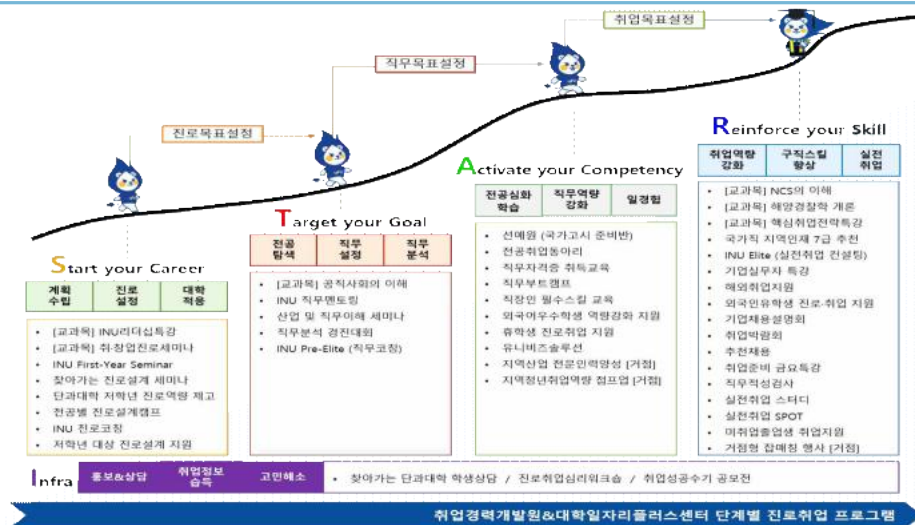 취업목표설정
직무목표설정
진로목표설정
Start your Career
계획수립 진로설정 대학적응
• [교과목] INU리더십특강
• [교과목] 취·창업진로세미나
• INU First-Year Seminar
• 찾아가는 진로설계 세미나
• 단과대학 저학년 진로역량 제고
• 전공별 진로설계캠프
• INU 진로코칭
• 저학년 대상 진로설계 지원
Target your Goal
전공탐색 직무설정 직무분석
• [교과목] 공직사회의 이해
• INU 직무멘토링
• 산업 및 직무이해 세미나
• 직무분석 경진대회
• INU Pre-Elite (직무코칭)
Activate your Competency
전공심화학습 직무역량강화 일경험
• 선예원 (국가고시 준비반)
• 전공취업동아리
• 직무자격증 취득교육
• 직무부트캠프
• 직장인 필수스킬 교육
• 외국어우수학생 역량강화 지원
• 휴학생 진로취업 지원
• 유니비즈솔루션
• 지역산업 전문인력양성 [거점]
• 지역청년취업역량 점프업 [거점]
Reinforce your Skill
취업역량강화 구직스킬향상 실전취업
• [교과목] NCS의 이해
• [교과목] 해양경찰학 개론
• [교과목] 핵심취업전략특강
• 국가직 지역인재 7급 추천
• INU Elite (실전취업 컨설팅)
• 기업실무자 특강
• 해외취업지원
• 외국인유학생 진로·취업 지원
• 기업채용설명회
• 취업박람회
• 추천채용
• 취업준비 금요특강
• 직무적성검사
• 실전취업 스터디
• 실전취업 SPOT
• 미취업졸업생 취업지원
• 거점형 잡매칭 행사 [거점]
Infra 홍보&상담 취업정보습득 고민해소 • 찾아가는 단과대학 학생상담 / 진로취업심리워크숍 / 취업성공수기 공모전
취업경력개발원&대학일자리플러스센터 단계별 진로취업 프로그램